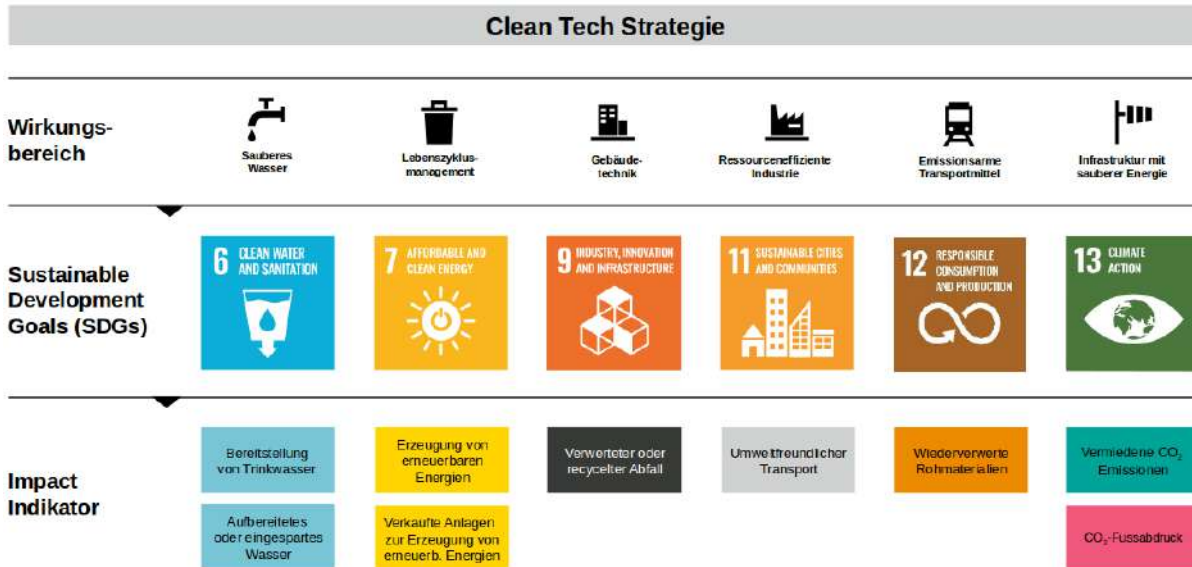 Clean Tech Strategie
Wirkungs-
bereich
Sauberes
Wasser
Lebenszyklus-
management
Gebäude-
technik
Ressourceneffiziente
Industrie
Emissionsarme
Transportmittel
Infrastruktur mit
sauberer Energie
Sustainable
Development
Goals (SDGs)
6 CLEAN WATER
AND SANITATION
7 AFFORDABLE AND
CLEAN ENERGY
9 INDUSTRY, INNOVATION
AND INFRASTRUCTURE
11 SUSTAINABLE CITIES
AND COMMUNITIES
12 RESPONSIBLE
CONSUMPTION
AND PRODUCTION
13 CLIMATE
ACTION
Impact
Indikator
Bereitstellung
von Trinkwasser
Erzeugung von
erneuerbaren
Energien
Verwerteter oder
recycelter Abfall
Umweltfreundlicher
Transport
Wiederverwerte
Rohmaterialien
Vermiedene CO₂
Emissionen
Aufbereitetes
oder eingespartes
Wasser
Verkaufte Anlagen
zur Erzeugung von
erneuerb. Energien
CO₂-Fussabdruck